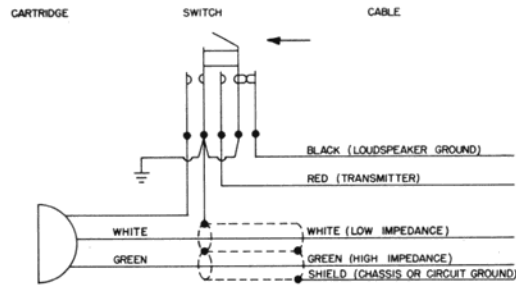 CARTRIDGE SWITCH CABLE
BLACK (LOUDSPEAKER GROUND)
RED (TRANSMITTER)
WHITE WHITE (LOW IMPEDANCE)
GREEN GREEN (HIGH IMPEDANCE)
SHIELD (CHASSIS OR CIRCUIT GROUND)